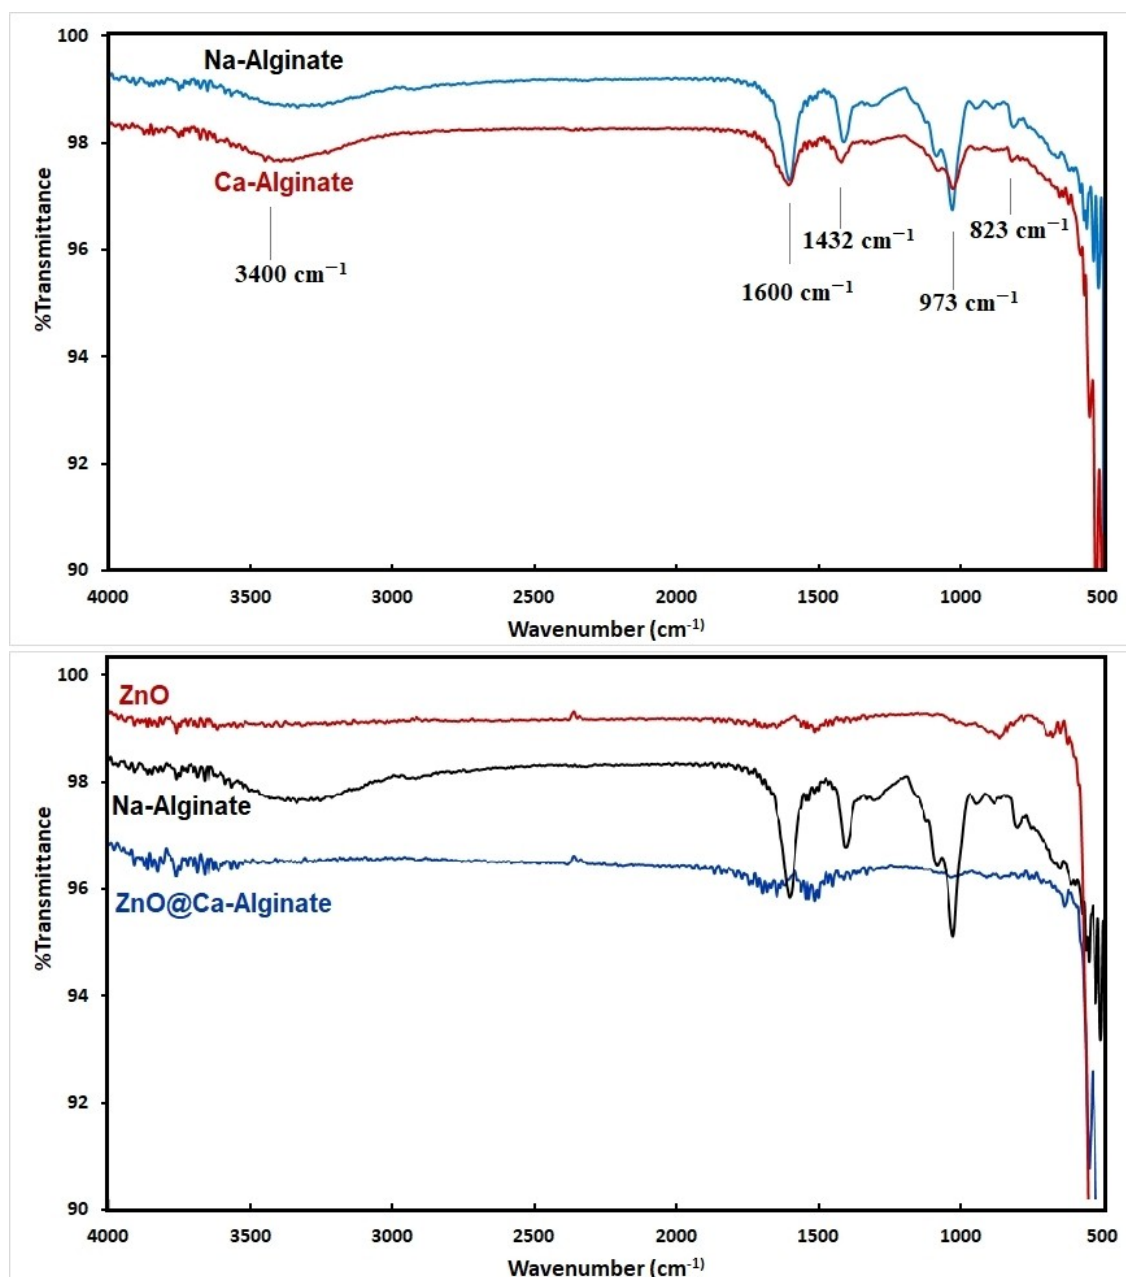 100
Na-Alginate
98
Ca-Alginate
96
1432 cm⁻¹
823 cm⁻¹
3400 cm⁻¹
1600 cm⁻¹
973 cm⁻¹
%Transmittance
94
92
90
4000 3500 3000 2500 2000 1500 1000 500
Wavenumber (cm⁻¹)
100
ZnO
98
Na-Alginate
96
ZnO@Ca-Alginate
%Transmittance
94
92
90
4000 3500 3000 2500 2000 1500 1000 500
Wavenumber (cm⁻¹)